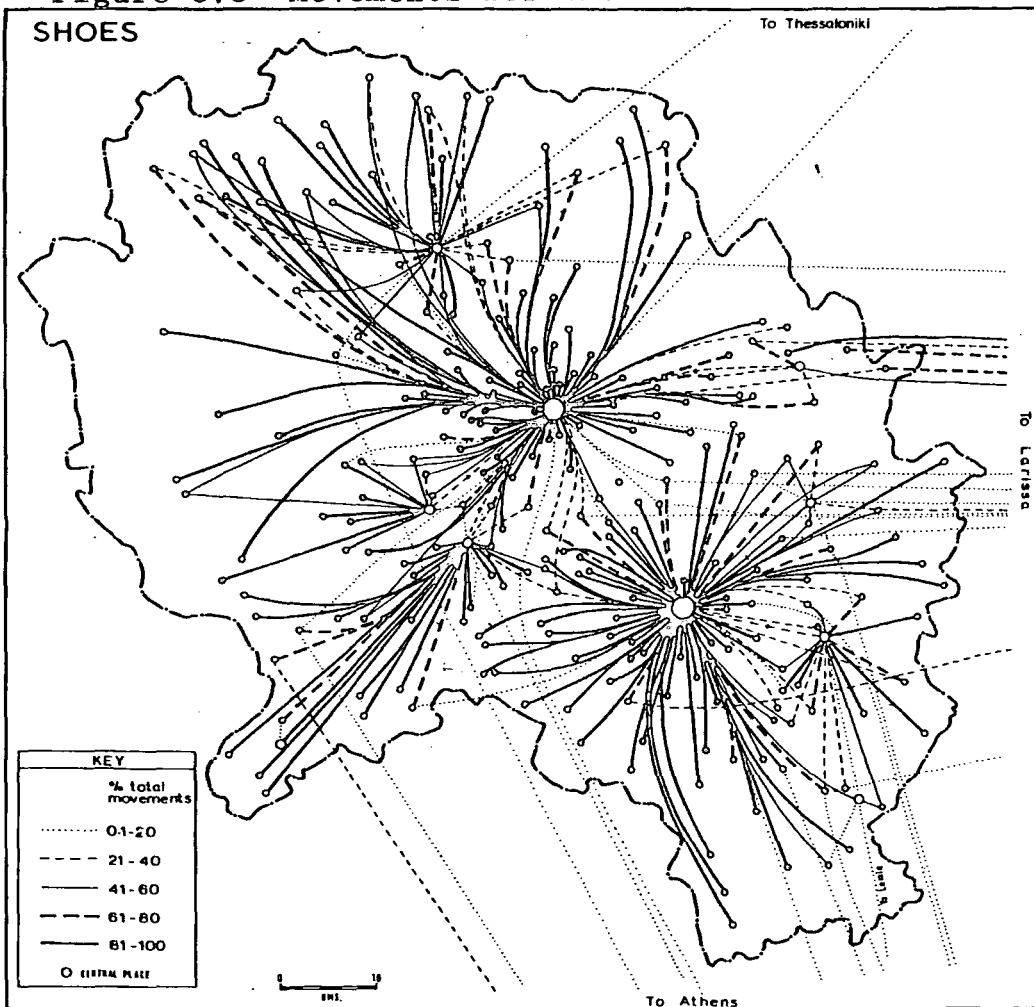 SHOES
To Thessaloniki
To Larissa
KEY
% total
movements
0.1-20
21-40
41-60
61-80
81-100
CENTRAL PLACE
0
KMS.
To Athens